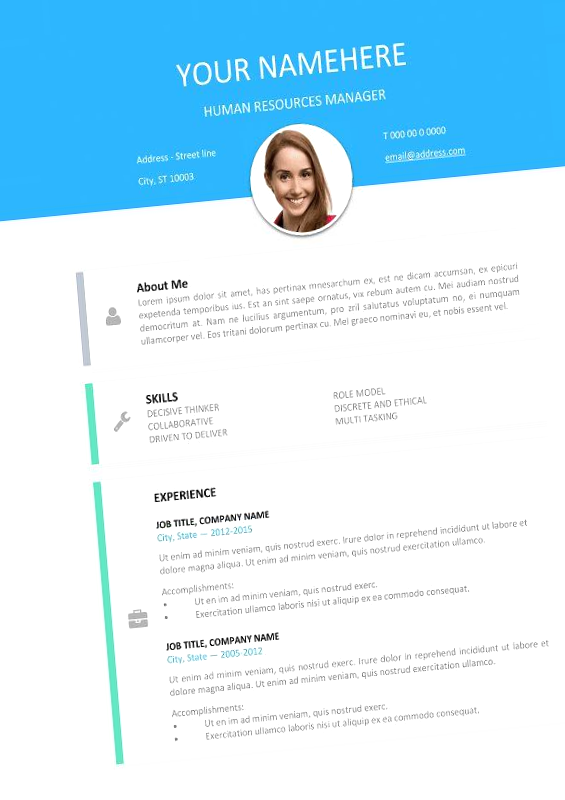 YOUR NAMEHERE
HUMAN RESOURCES MANAGER
Address - Street line
City, ST 10003
T 000 00 0 0000
email@address.com
About Me
Lorem ipsum dolor sit amet, has pertinax mnesarchum ex, est ne dicam accumsan, ex epicuri
expetenda temporibus ius. Est an sint saepe ornatus, vix rebum autem cu. Mei audiam nostrud
democritum at. Nam ne lucilius argumentum, pro zril salutatus voluptatum no, ei numquam
ullamcorper vel. Eos tritani dolorum pertinax cu. Mei graeco nominavi eu, et nobis essent vel.
SKILLS
DECISIVE THINKER
COLLABORATIVE
DRIVEN TO DELIVER
ROLE MODEL
DISCRETE AND ETHICAL
MULTI TASKING
EXPERIENCE
JOB TITLE, COMPANY NAME
City, State — 2012-2015
Ut enim ad minim veniam, quis nostrud exerc. Irure dolor in reprehend incididunt ut labore et
dolore magna aliqua. Ut enim ad minim veniam, quis nostrud exercitation ullamco.
Accomplishments:
• Ut en im ad minim veniam, quis nostrud exerc.
• Exercitation ullamco laboris nisi ut aliquip ex ea commodo consequat.
JOB TITLE, COMPANY NAME
City, State — 2005-2012
Ut enim ad minim veniam, quis nostrud exerc. Irure dolor in reprehend incididunt ut labore et
dolore magna aliqua. Ut enim ad minim veniam, quis nostrud exercitation ullamco.
Accomplishments:
• Ut en im ad minim veniam, quis nostrud exerc.
• Exercitation ullamco laboris nisi ut aliquip ex ea commodo consequat.